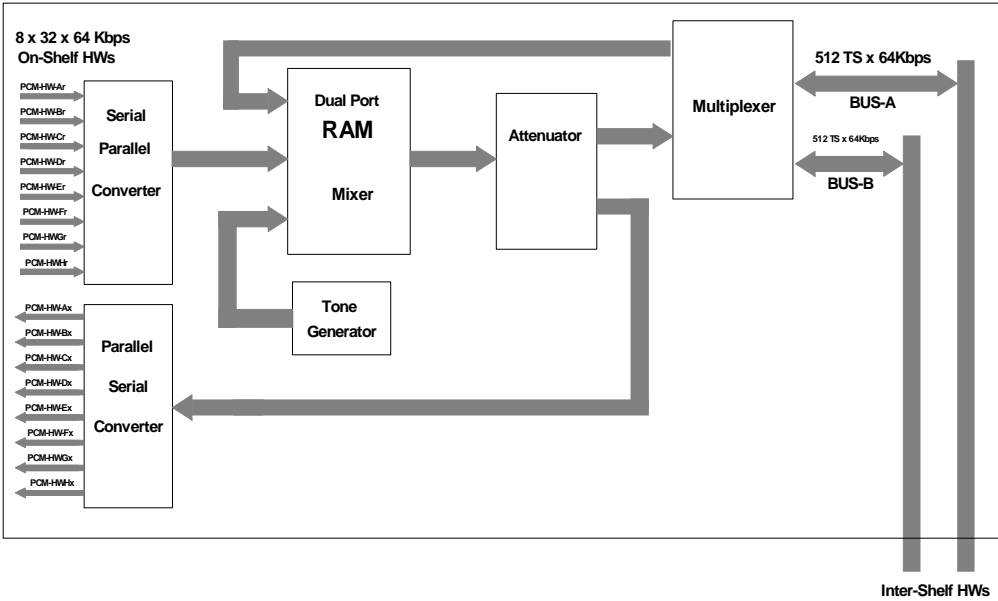 8 x 32 x 64 Kbps
On-Shelf HWs
PCM-HW-Ar
PCM-HW-Br
PCM-HW-Cr
PCM-HW-Dr
PCM-HW-Er
PCM-HW-Fr
PCM-HWGr
PCM-HWHr
Serial
Parallel
Converter
Dual Port
RAM
Mixer
Attenuator
Multiplexer
512 TS x 64Kbps
BUS-A
512 TS x 64Kbps
BUS-B
Tone
Generator
PCM-HW-Ax
PCM-HW-Bx
PCM-HW-Cx
PCM-HW-Dx
PCM-HW-Ex
PCM-HW-Fx
PCM-HWGx
PCM-HWHx
Parallel
Serial
Converter
Inter-Shelf HWs